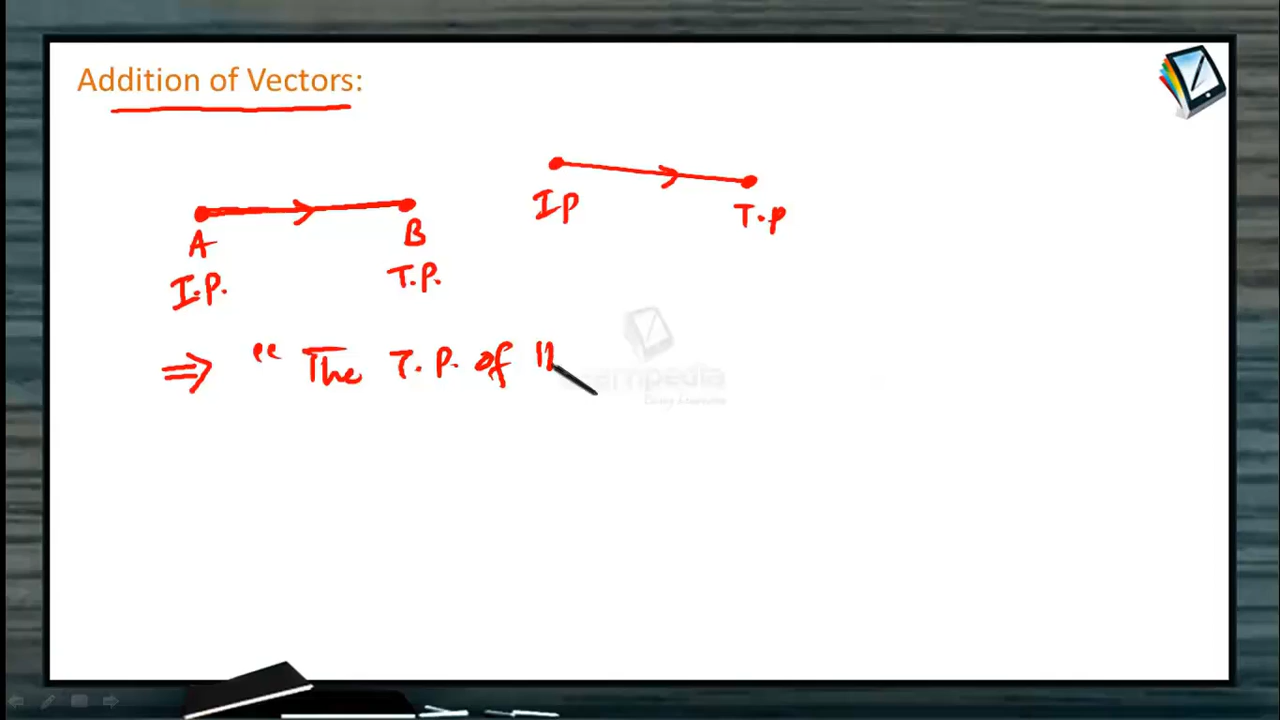 Addition of Vectors:
A
I.P.
B
T.P.
I P
T.P
⇒ " The T.P. of